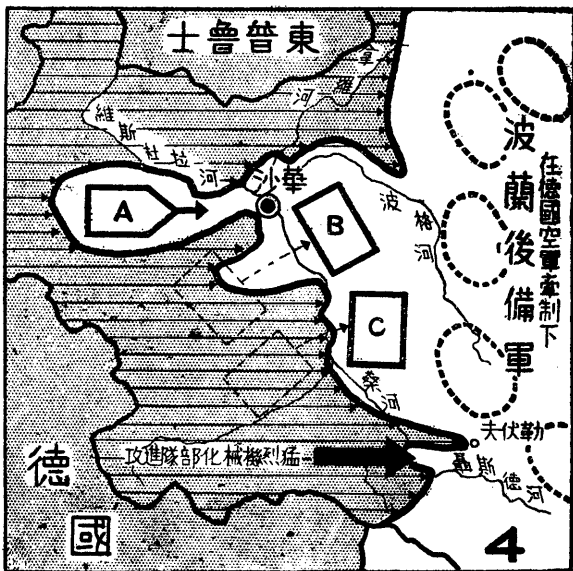 東普魯士
拿羅河
維斯杜拉河
華沙
A
B
C
波格河
波蘭後備軍
在德國空軍牽制下
桑河
勒伏夫
聶斯德河
猛烈機械化部隊進攻
德國
4